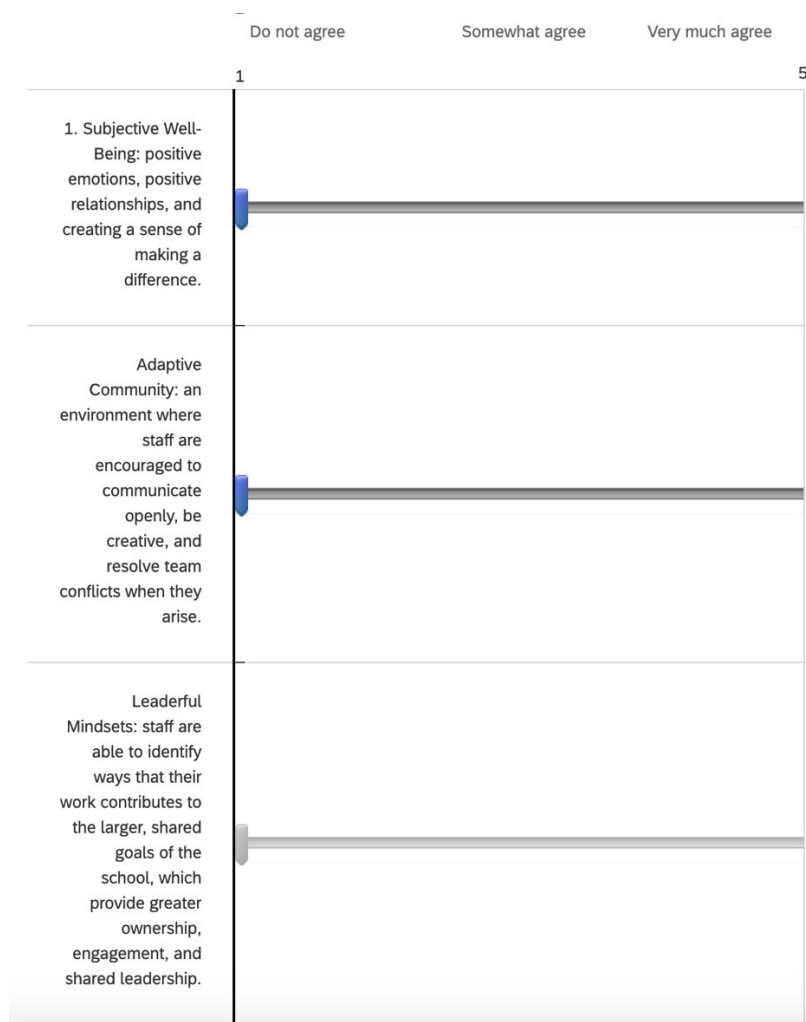 Do not agree Somewhat agree Very much agree
1 5
1. Subjective Well-
Being: positive
emotions, positive
relationships, and
creating a sense of
making a
difference.
Adaptive
Community: an
environment where
staff are
encouraged to
communicate
openly, be
creative, and
resolve team
conflicts when they
arise.
Leaderful
Mindsets: staff are
able to identify
ways that their
work contributes to
the larger, shared
goals of the
school, which
provide greater
ownership,
engagement, and
shared leadership.